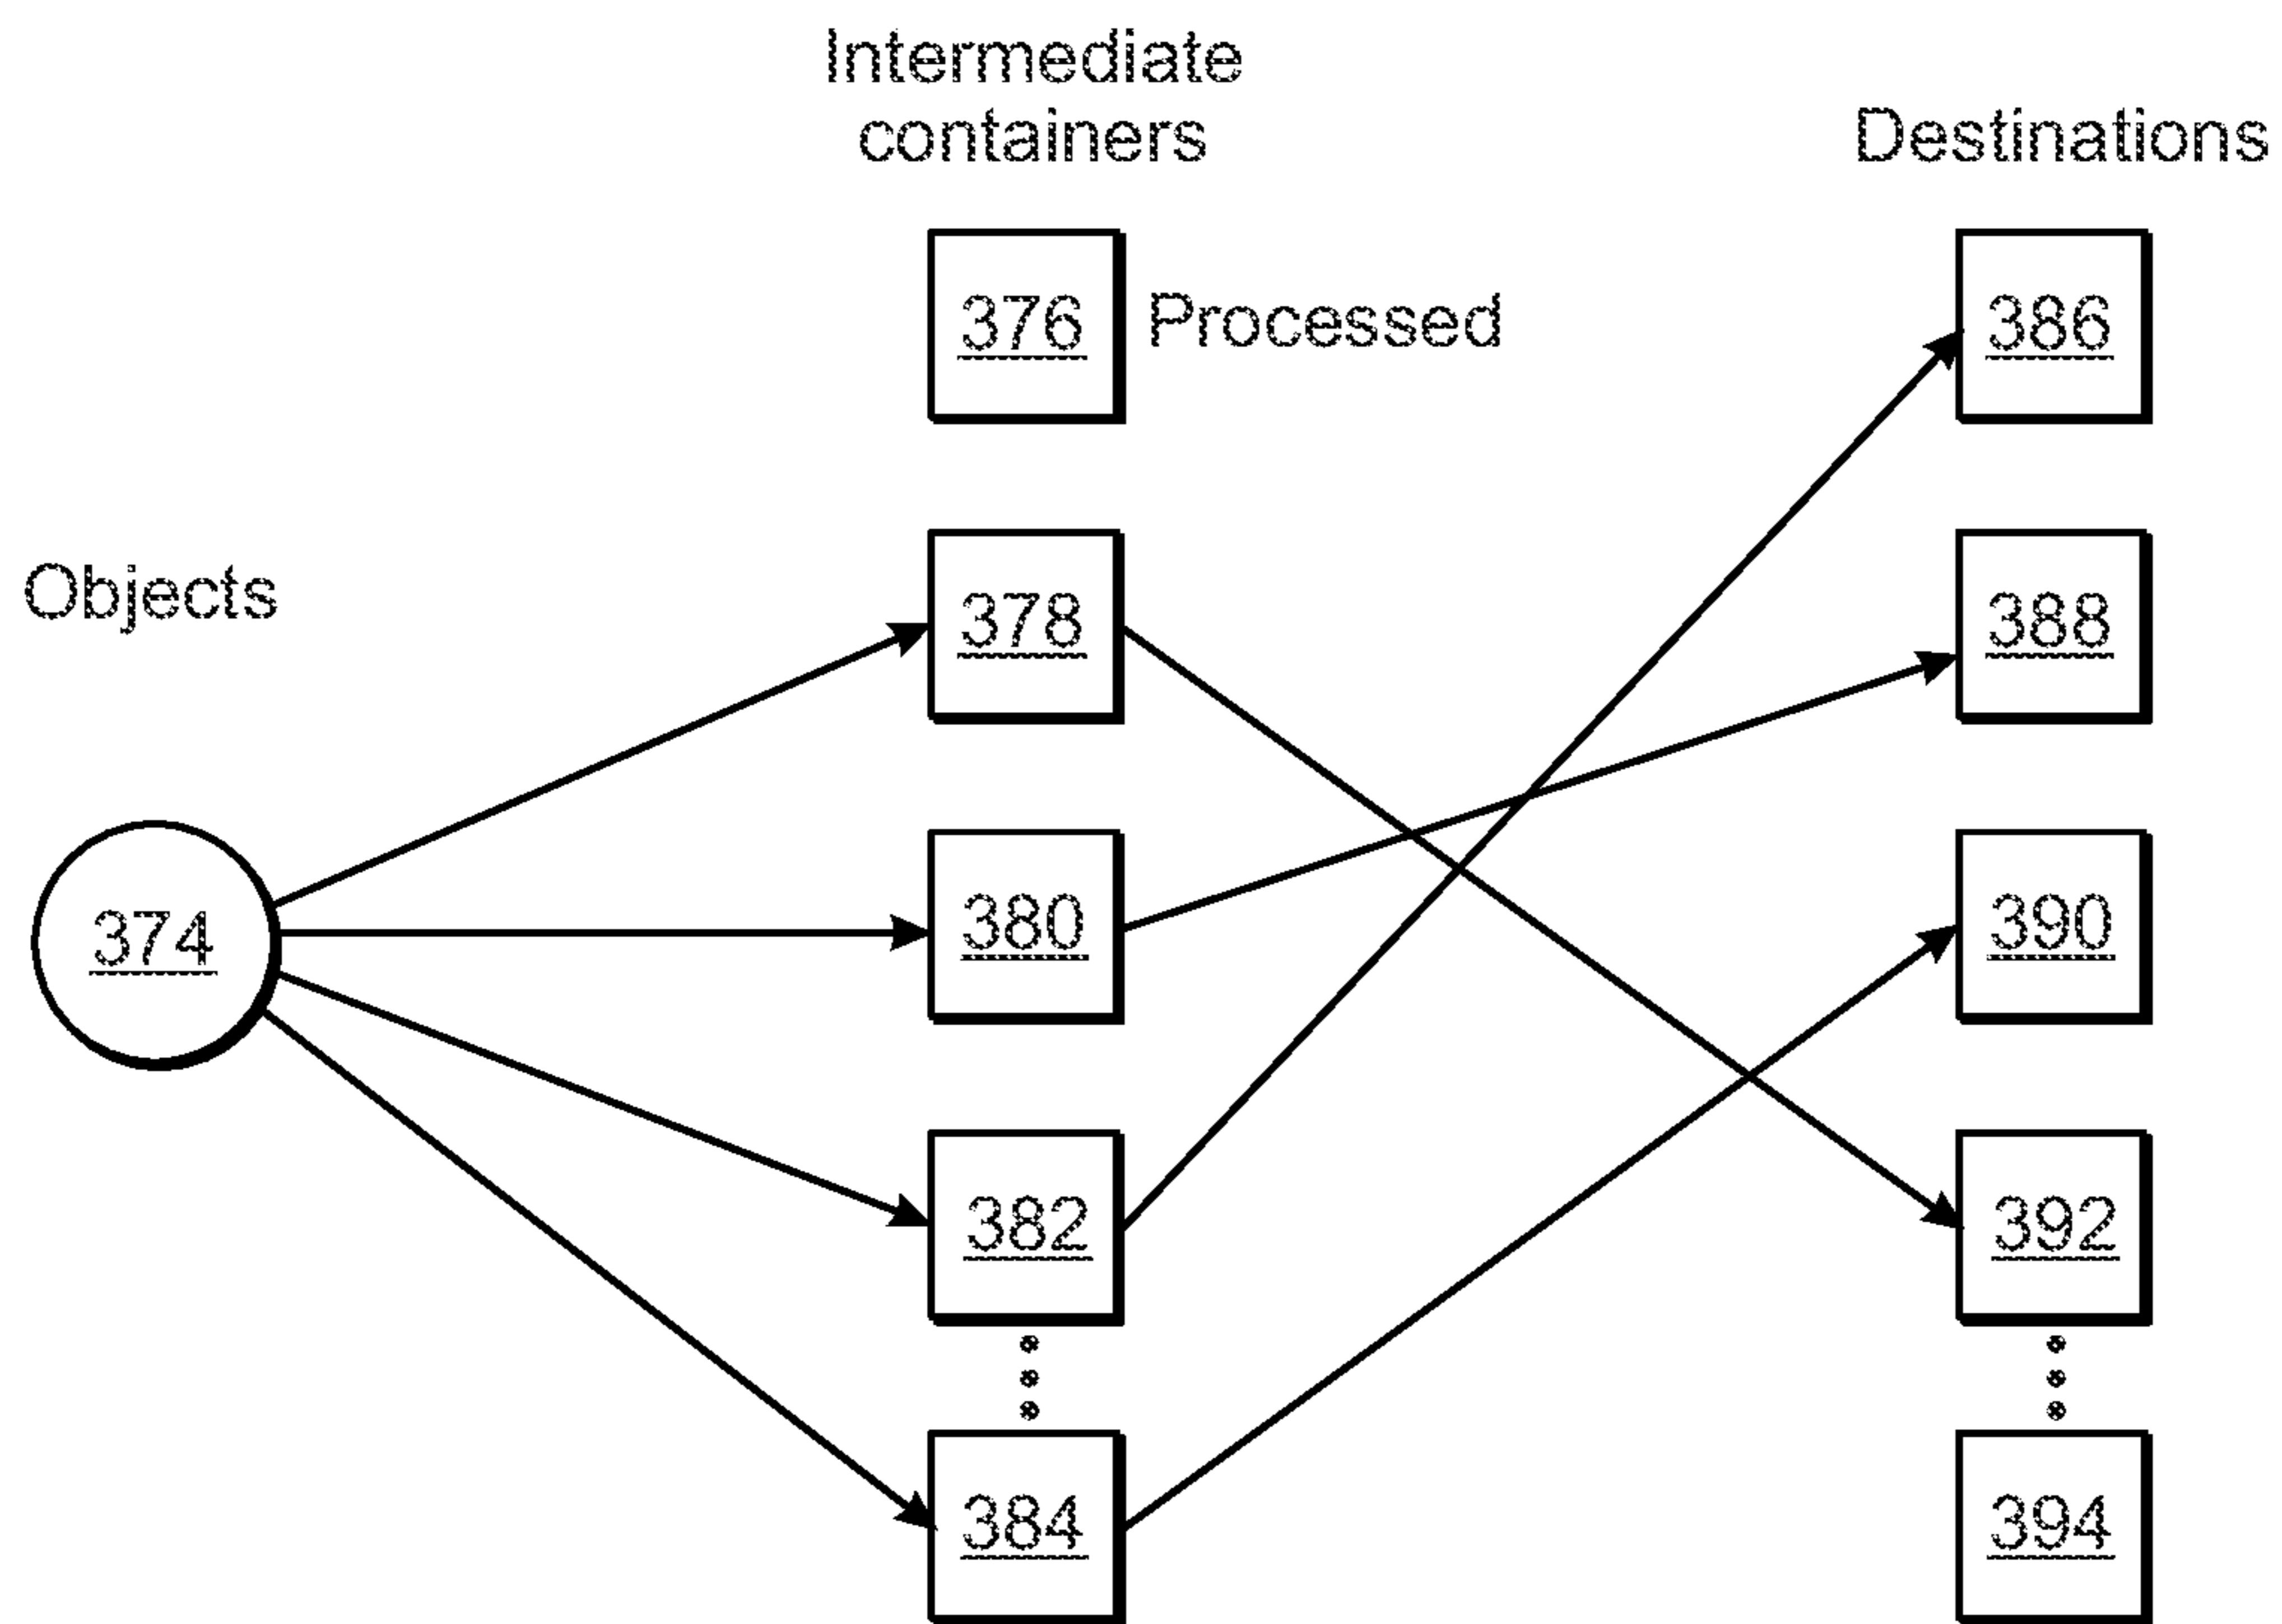 Intermediate
containers
Destinations
376 Processed
386
Objects
378
388
374
380
390
382
392
384
394